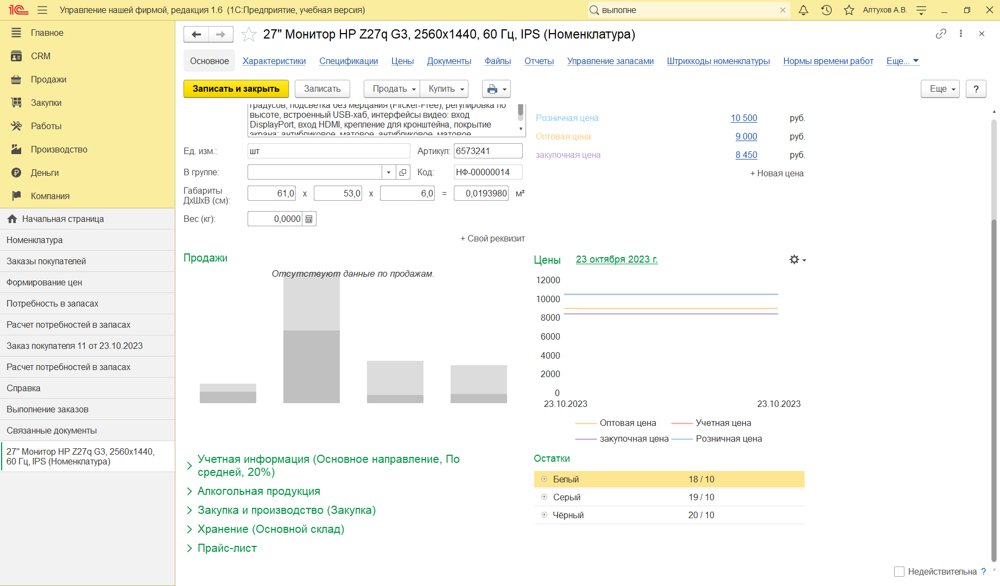 1С Управление нашей фирмой, редакция 1.6 (1С:Предприятие, учебная версия)
выполне
Алтухов А.В.
Главное
CRM
Продажи
Закупки
Работы
Производство
Деньги
Компания
Начальная страница
Номенклатура
Заказы покупателей
Формирование цен
Потребность в запасах
Расчет потребностей в запасах
Заказ покупателя 11 от 23.10.2023
Расчет потребностей в запасах
Справка
Выполнение заказов
Связанные документы
27" Монитор HP Z27q G3, 2560x1440,
60 Гц, IPS (Номенклатура)
27" Монитор HP Z27q G3, 2560x1440, 60 Гц, IPS (Номенклатура)
Основное Характеристики Спецификации Цены Документы Файлы Отчеты Управление запасами Штрихкоды номенклатуры Нормы времени работ Еще...
Записать и закрыть Записать Продать Купить Еще ?
градусов, подсветка без мерцания (Flicker-Free), регулировка по
высоте, встроенный USB-хаб, интерфейсы видео: вход
DisplayPort, вход HDMI, крепление для кронштейна, покрытие
экрана: антибликовое, матовое, антибликовое, матовое
Ед. изм.: шт Артикул: 6573241
В группе: Код: НФ-00000014
Габариты
ДхШхВ (см): 61,0 x 53,0 x 6,0 = 0,0193980 м³
Вес (кг): 0,0000
+ Свой реквизит
Розничная цена 10 500 руб.
Оптовая цена 9 000 руб.
закупочная цена 8 450 руб.
+ Новая цена
Продажи
Отсутствуют данные по продажам.
Цены 23 октября 2023 г.
12000
10000
8000
6000
4000
2000
0
23.10.2023 23.10.2023
Оптовая цена Учетная цена
закупочная цена Розничная цена
Учетная информация (Основное направление, По
средней, 20%)
Алкогольная продукция
Закупка и производство (Закупка)
Хранение (Основной склад)
Прайс-лист
Остатки
Белый 18 / 10
Серый 19 / 10
Чёрный 20 / 10
Недействительна ?